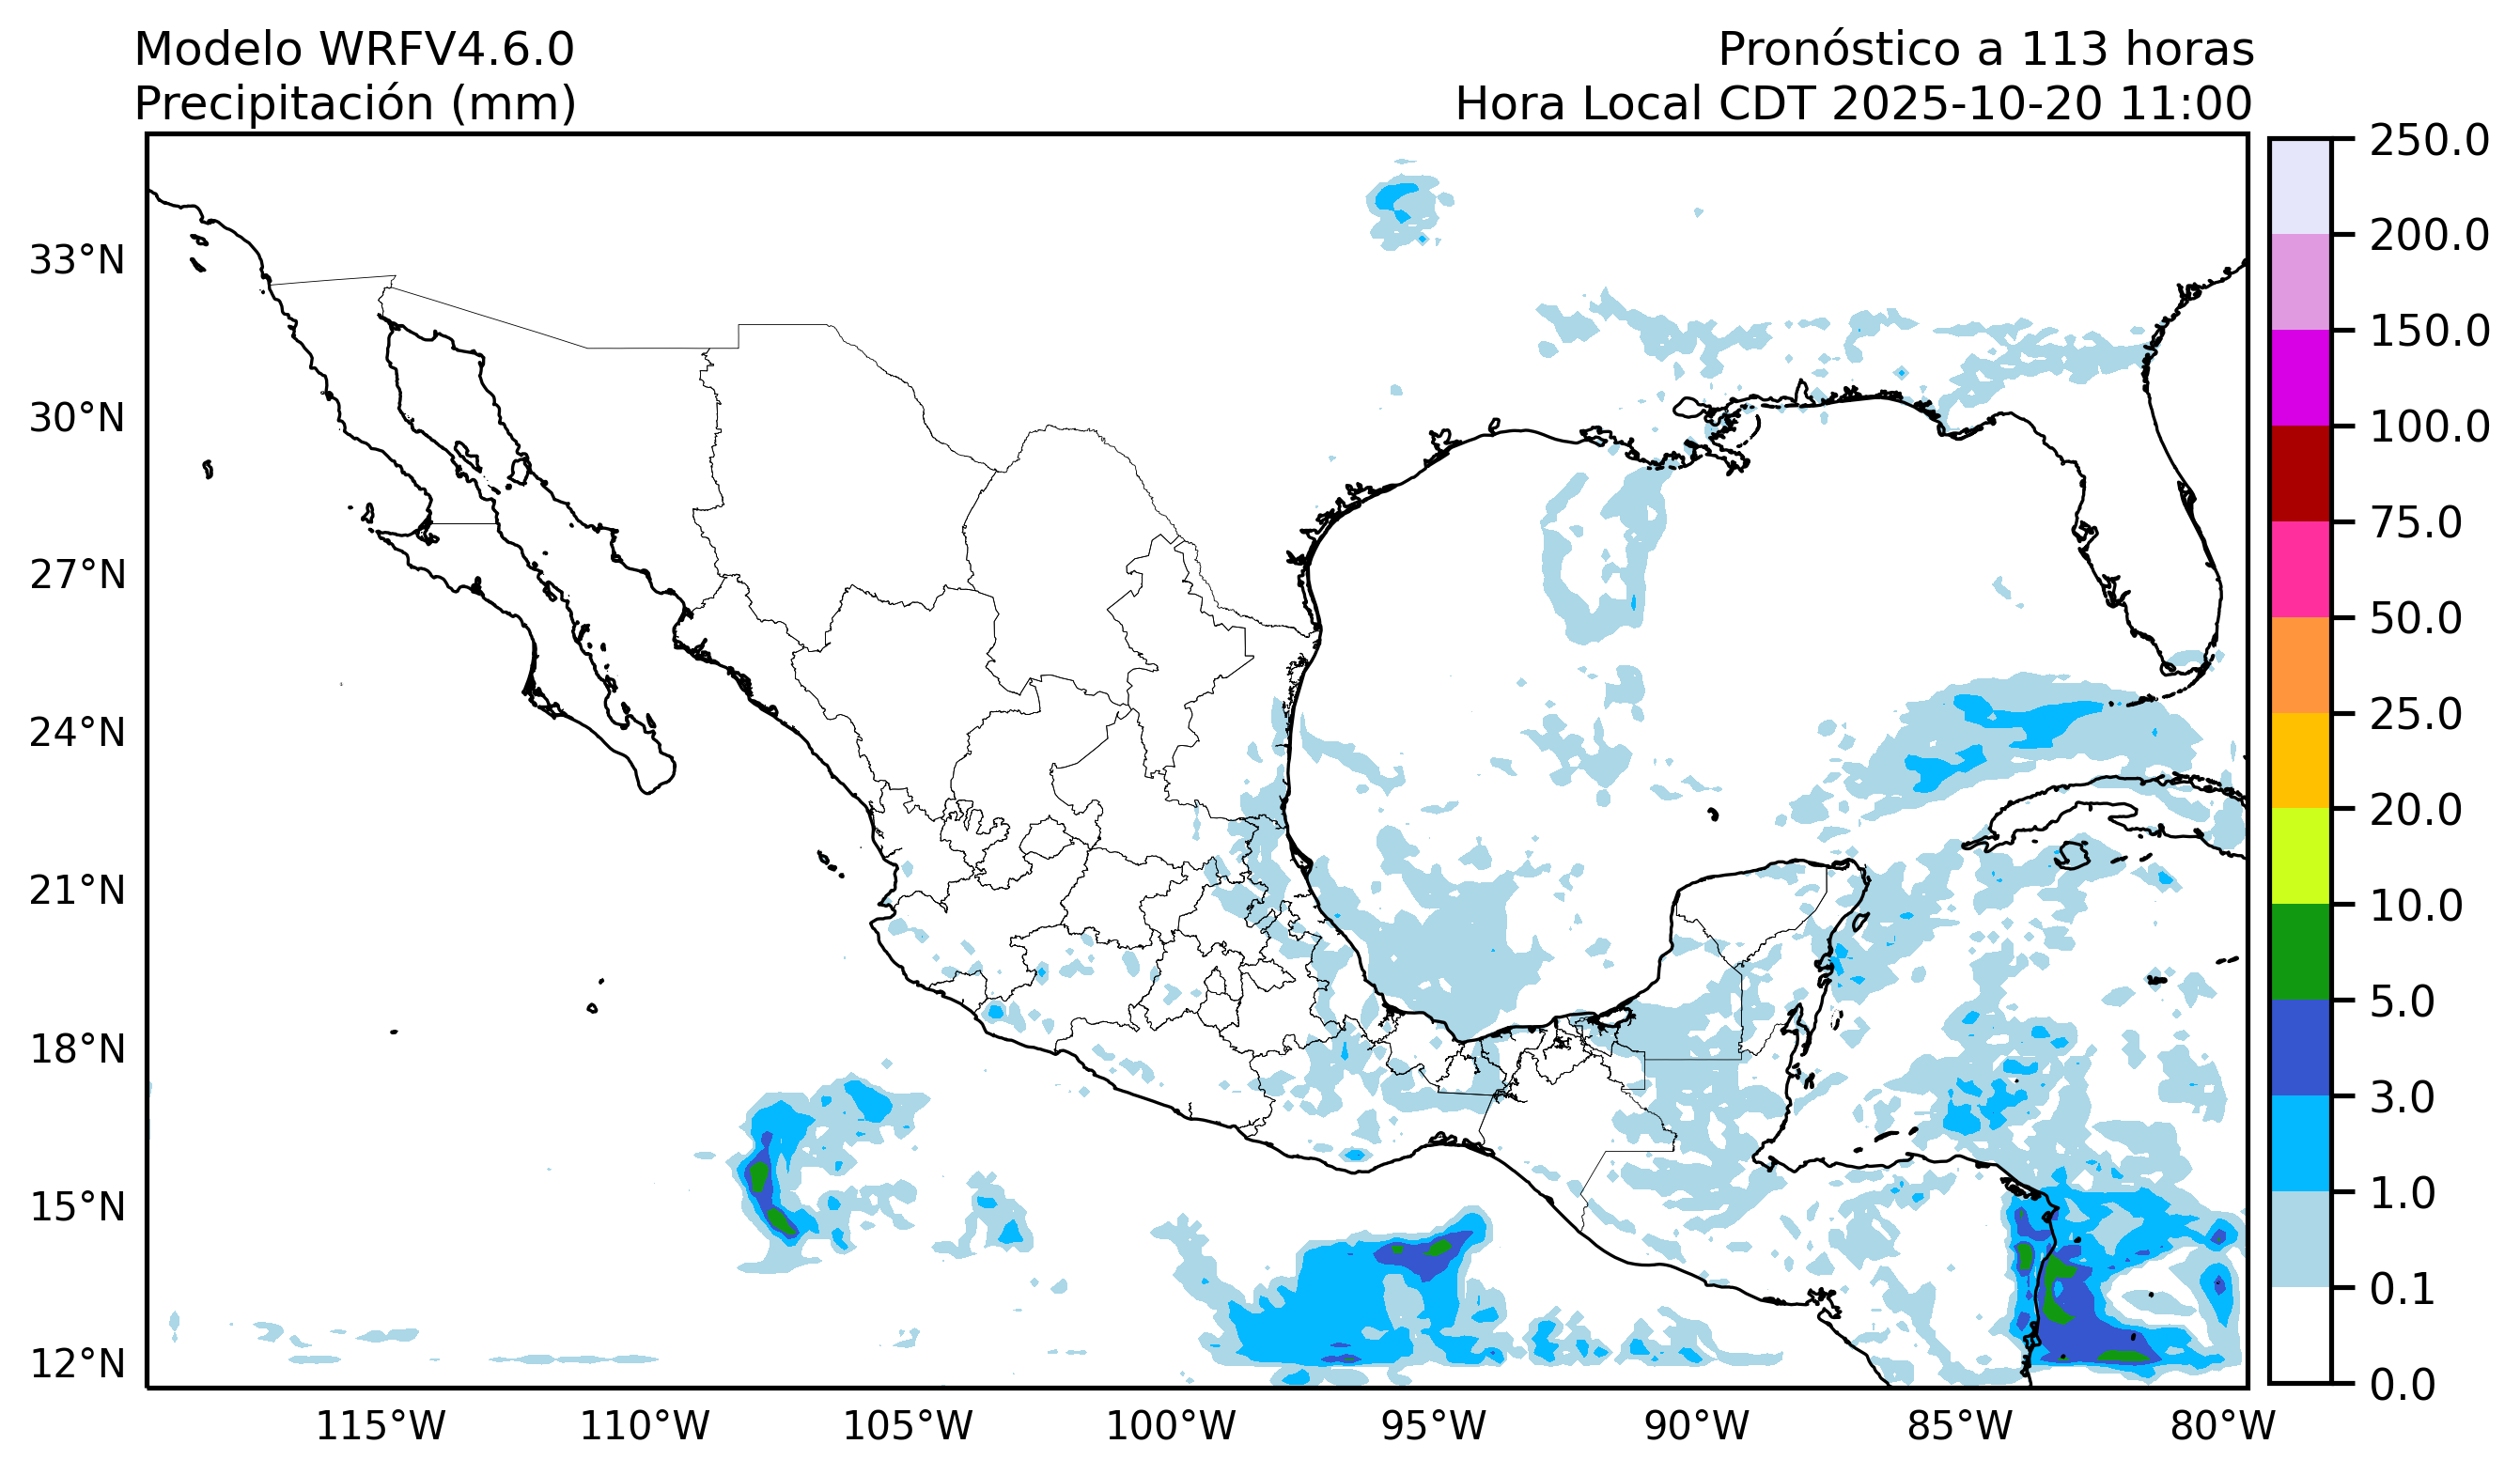 Modelo WRFV4.6.0
Precipitación (mm)
Pronóstico a 113 horas
Hora Local CDT 2025-10-20 11:00
33°N
30°N
27°N
24°N
21°N
18°N
15°N
12°N
115°W
110°W
105°W
100°W
95°W
90°W
85°W
80°W
250.0
200.0
150.0
100.0
75.0
50.0
25.0
20.0
10.0
5.0
3.0
1.0
0.1
0.0